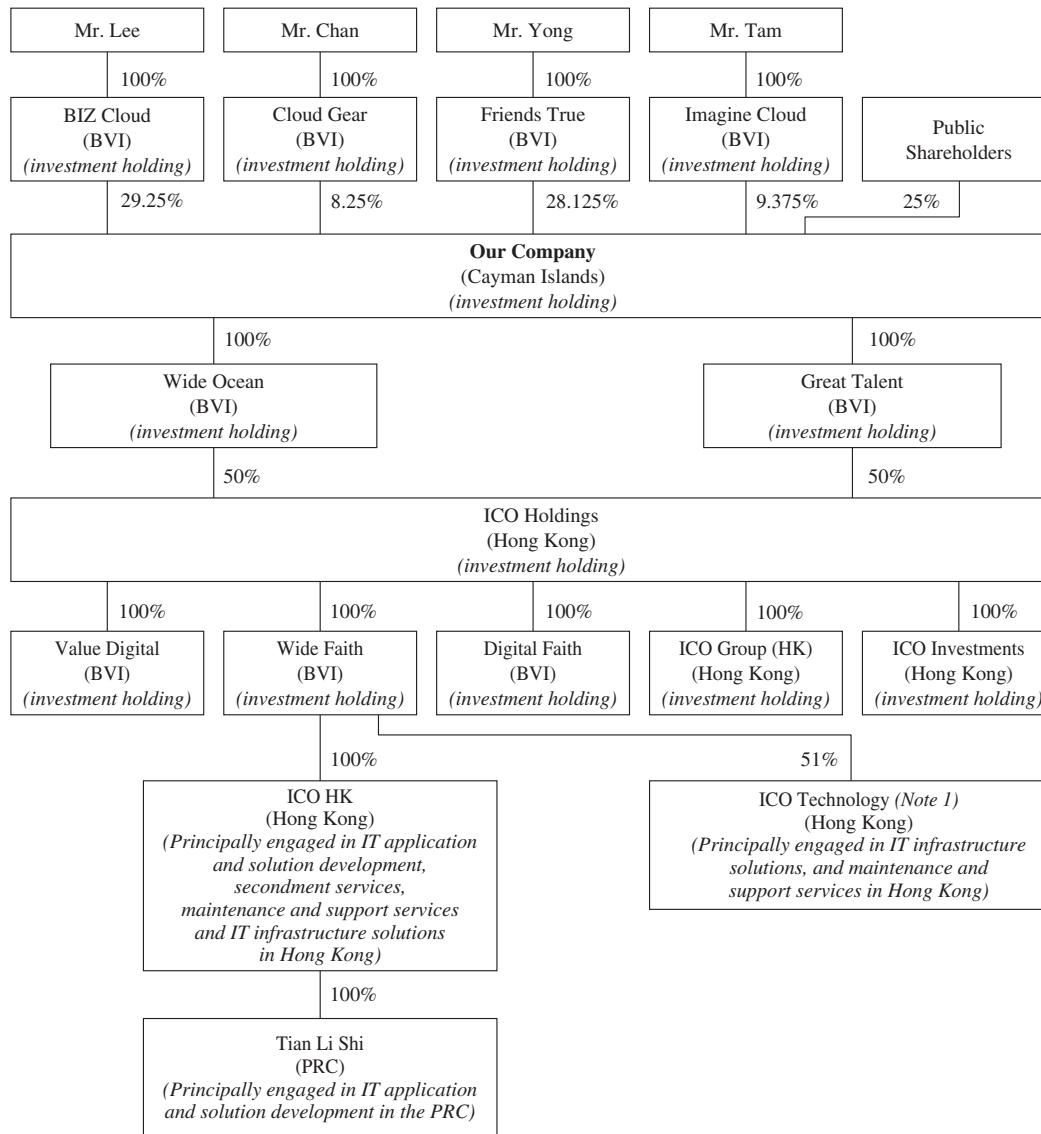 Mr. Lee
Mr. Chan
Mr. Yong
Mr. Tam
100%
100%
100%
100%
BIZ Cloud
(BVI)
(investment holding)
Cloud Gear
(BVI)
(investment holding)
Friends True
(BVI)
(investment holding)
Imagine Cloud
(BVI)
(investment holding)
Public
Shareholders
29.25%
8.25%
28.125%
9.375%
25%
Our Company
(Cayman Islands)
(investment holding)
100%
100%
Wide Ocean
(BVI)
(investment holding)
Great Talent
(BVI)
(investment holding)
50%
50%
ICO Holdings
(Hong Kong)
(investment holding)
100%
100%
100%
100%
100%
Value Digital
(BVI)
(investment holding)
Wide Faith
(BVI)
(investment holding)
Digital Faith
(BVI)
(investment holding)
ICO Group (HK)
(Hong Kong)
(investment holding)
ICO Investments
(Hong Kong)
(investment holding)
100%
51%
ICO HK
(Hong Kong)
(Principally engaged in IT application
and solution development,
secondment services,
maintenance and support services
and IT infrastructure solutions
in Hong Kong)
ICO Technology (Note 1)
(Hong Kong)
(Principally engaged in IT infrastructure
solutions, and maintenance and
support services in Hong Kong)
100%
Tian Li Shi
(PRC)
(Principally engaged in IT application
and solution development in the PRC)